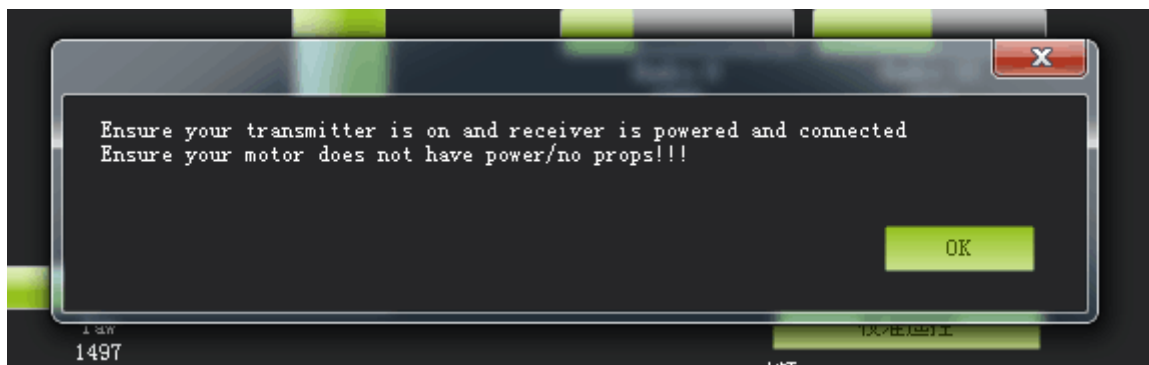 Ensure your transmitter is on and receiver is powered and connected
Ensure your motor does not have power/no props!!!
OK
1497